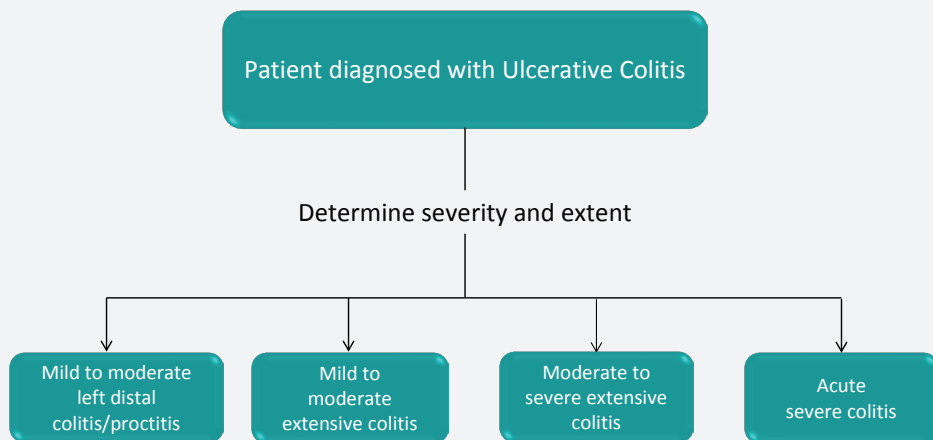 Patient diagnosed with Ulcerative Colitis
Determine severity and extent
Mild to moderate
left distal
colitis/proctitis
Mild to
moderate
extensive colitis
Moderate to
severe extensive
colitis
Acute
severe colitis